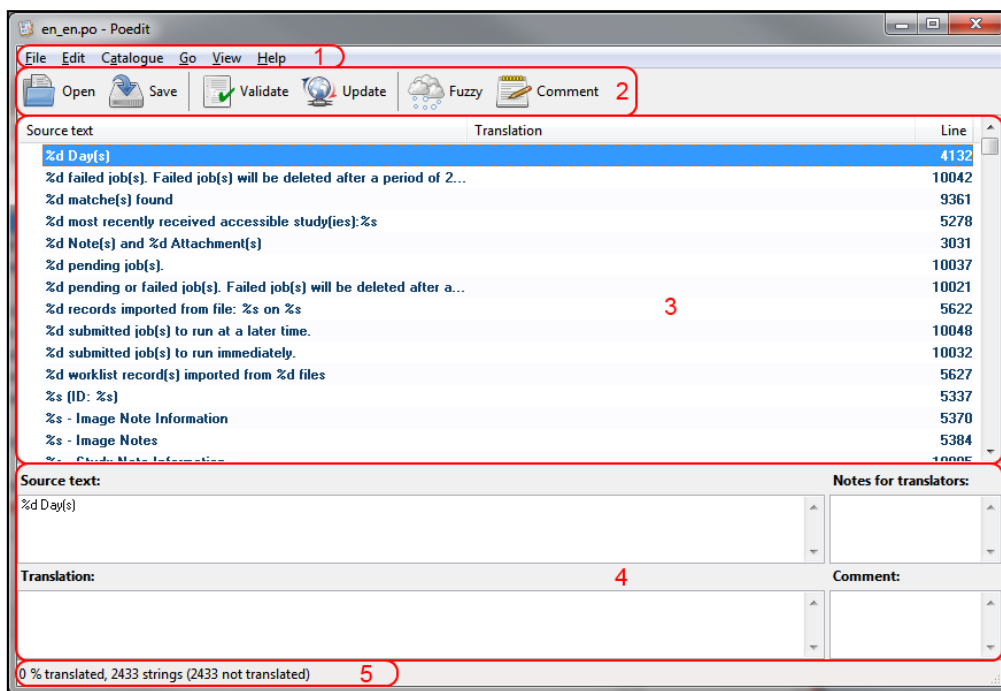 en_en.po - Poedit
File Edit Catalogue Go View Help 1
Open Save Validate Update Fuzzy Comment 2
Source text Translation Line
%d Day(s) 4132
%d failed job(s). Failed job(s) will be deleted after a period of 2... 10042
%d matche(s) found 9361
%d most recently received accessible study(ies):%s 5278
%d Note(s) and %d Attachment(s) 3031
%d pending job(s). 10037
%d pending or failed job(s). Failed job(s) will be deleted after a... 10021
%d records imported from file: %s on %s 5622
3
%d submitted job(s) to run at a later time. 10048
%d submitted job(s) to run immediately. 10032
%d worklist record(s) imported from %d files 5627
%s (ID: %s) 5337
%s - Image Note Information 5370
%s - Image Notes 5384
%s - Study Note Information
Source text: Notes for translators:
%d Day(s)
Translation: 4 Comment:
0 % translated, 2433 strings (2433 not translated) 5